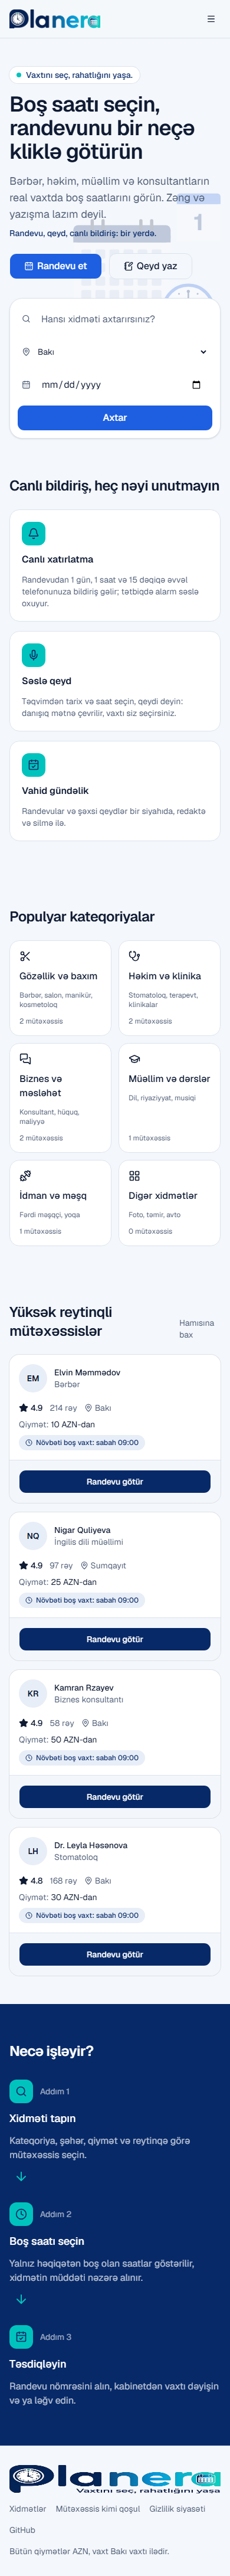 Planera
Vaxtını seç, rahatlığını yaşa.
Boş saatı seçin,
randevunu bir neçə
kliklə götürün
Bərbər, həkim, müəllim və konsultantların
real vaxtda boş saatlarını görün. Zəng və
yazışma lazım deyil.
Randevu, qeyd, canlı bildiriş: bir yerdə.
1
Randevu et
Qeyd yaz
Hansı xidməti axtarırsınız?
Bakı
mm/dd/yyyy
Axtar
Canlı bildiriş, heç nəyi unutmayın
Canlı xatırlatma
Randevudan 1 gün, 1 saat və 15 dəqiqə əvvəl
telefonunuza bildiriş gəlir; tətbiqdə alarm səslə
oxuyur.
Səslə qeyd
Təqvimdən tarix və saat seçin, qeydi deyin:
danışıq mətnə çevrilir, vaxtı siz seçirsiniz.
Vahid gündəlik
Randevular və şəxsi qeydlər bir siyahıda, redaktə
və silmə ilə.
Populyar kateqoriyalar
Gözəllik və baxım
Bərbər, salon, manikür,
kosmetoloq
2 mütəxəssis
Həkim və klinika
Stomatoloq, terapevt,
klinikalar
2 mütəxəssis
Biznes və
məsləhət
Konsultant, hüquq,
maliyyə
2 mütəxəssis
Müəllim və dərslər
Dil, riyaziyyat, musiqi
1 mütəxəssis
İdman və məşq
Fərdi məşqçi, yoqa
1 mütəxəssis
Digər xidmətlər
Foto, təmir, avto
0 mütəxəssis
Yüksək reytinqli
mütəxəssislər
Hamısına
bax
EM
Elvin Məmmədov
Bərbər
4.9 214 rəy Bakı
Qiymət: 10 AZN-dən
Növbəti boş vaxt: sabah 09:00
Randevu götür
NQ
Nigar Quliyeva
İngilis dili müəllimi
4.9 97 rəy Sumqayıt
Qiymət: 25 AZN-dən
Növbəti boş vaxt: sabah 09:00
Randevu götür
KR
Kamran Rzayev
Biznes konsultantı
4.9 58 rəy Bakı
Qiymət: 50 AZN-dən
Növbəti boş vaxt: sabah 09:00
Randevu götür
LH
Dr. Leyla Həsənova
Stomatoloq
4.8 168 rəy Bakı
Qiymət: 30 AZN-dən
Növbəti boş vaxt: sabah 09:00
Randevu götür
Necə işləyir?
Addım 1
Xidməti tapın
Kateqoriya, şəhər, qiymət və reytinqə görə
mütəxəssis seçin.
Addım 2
Boş saatı seçin
Yalnız həqiqətən boş olan saatlar göstərilir,
xidmətin müddəti nəzərə alınır.
Addım 3
Təsdiqləyin
Randevu nömrəsini alın, kabinetdən vaxtı dəyişin
və ya ləğv edin.
Planera
Vaxtını seç, rahatlığını yaşa
Xidmətlər Mütəxəssis kimi qoşul Gizlilik siyasəti
GitHub
Bütün qiymətlər AZN, vaxt Bakı vaxtı ilədir.